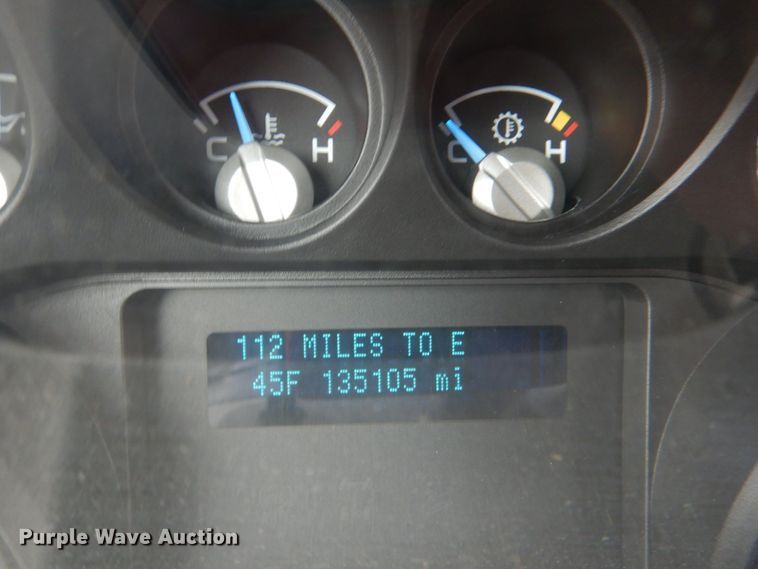 C H
C H
112 MILES TO E
45F 135105 mi
Purple Wave Auction